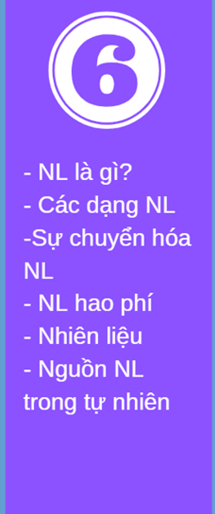 6
- NL là gì?
- Các dạng NL
-Sự chuyển hóa
NL
- NL hao phí
- Nhiên liệu
- Nguồn NL
trong tự nhiên